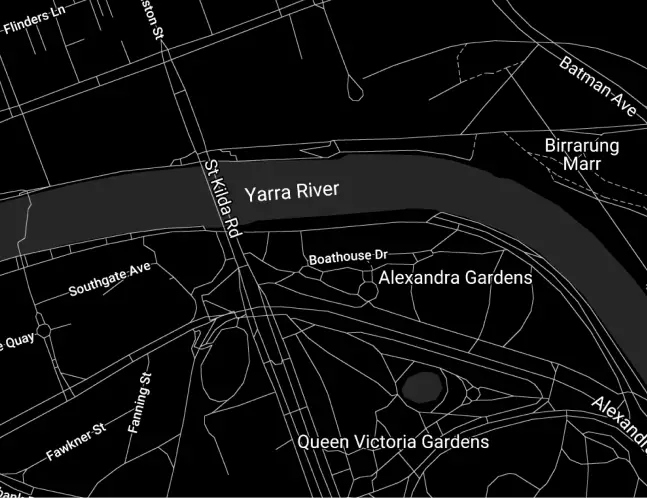 Flinders Ln
ston St
Batman Ave
Birrarung
Marr
St Kilda Rd
Yarra River
Boathouse Dr
Southgate Ave
Alexandra Gardens
e Quay
Fanning St
Alexandra
Fawkner St
Queen Victoria Gardens